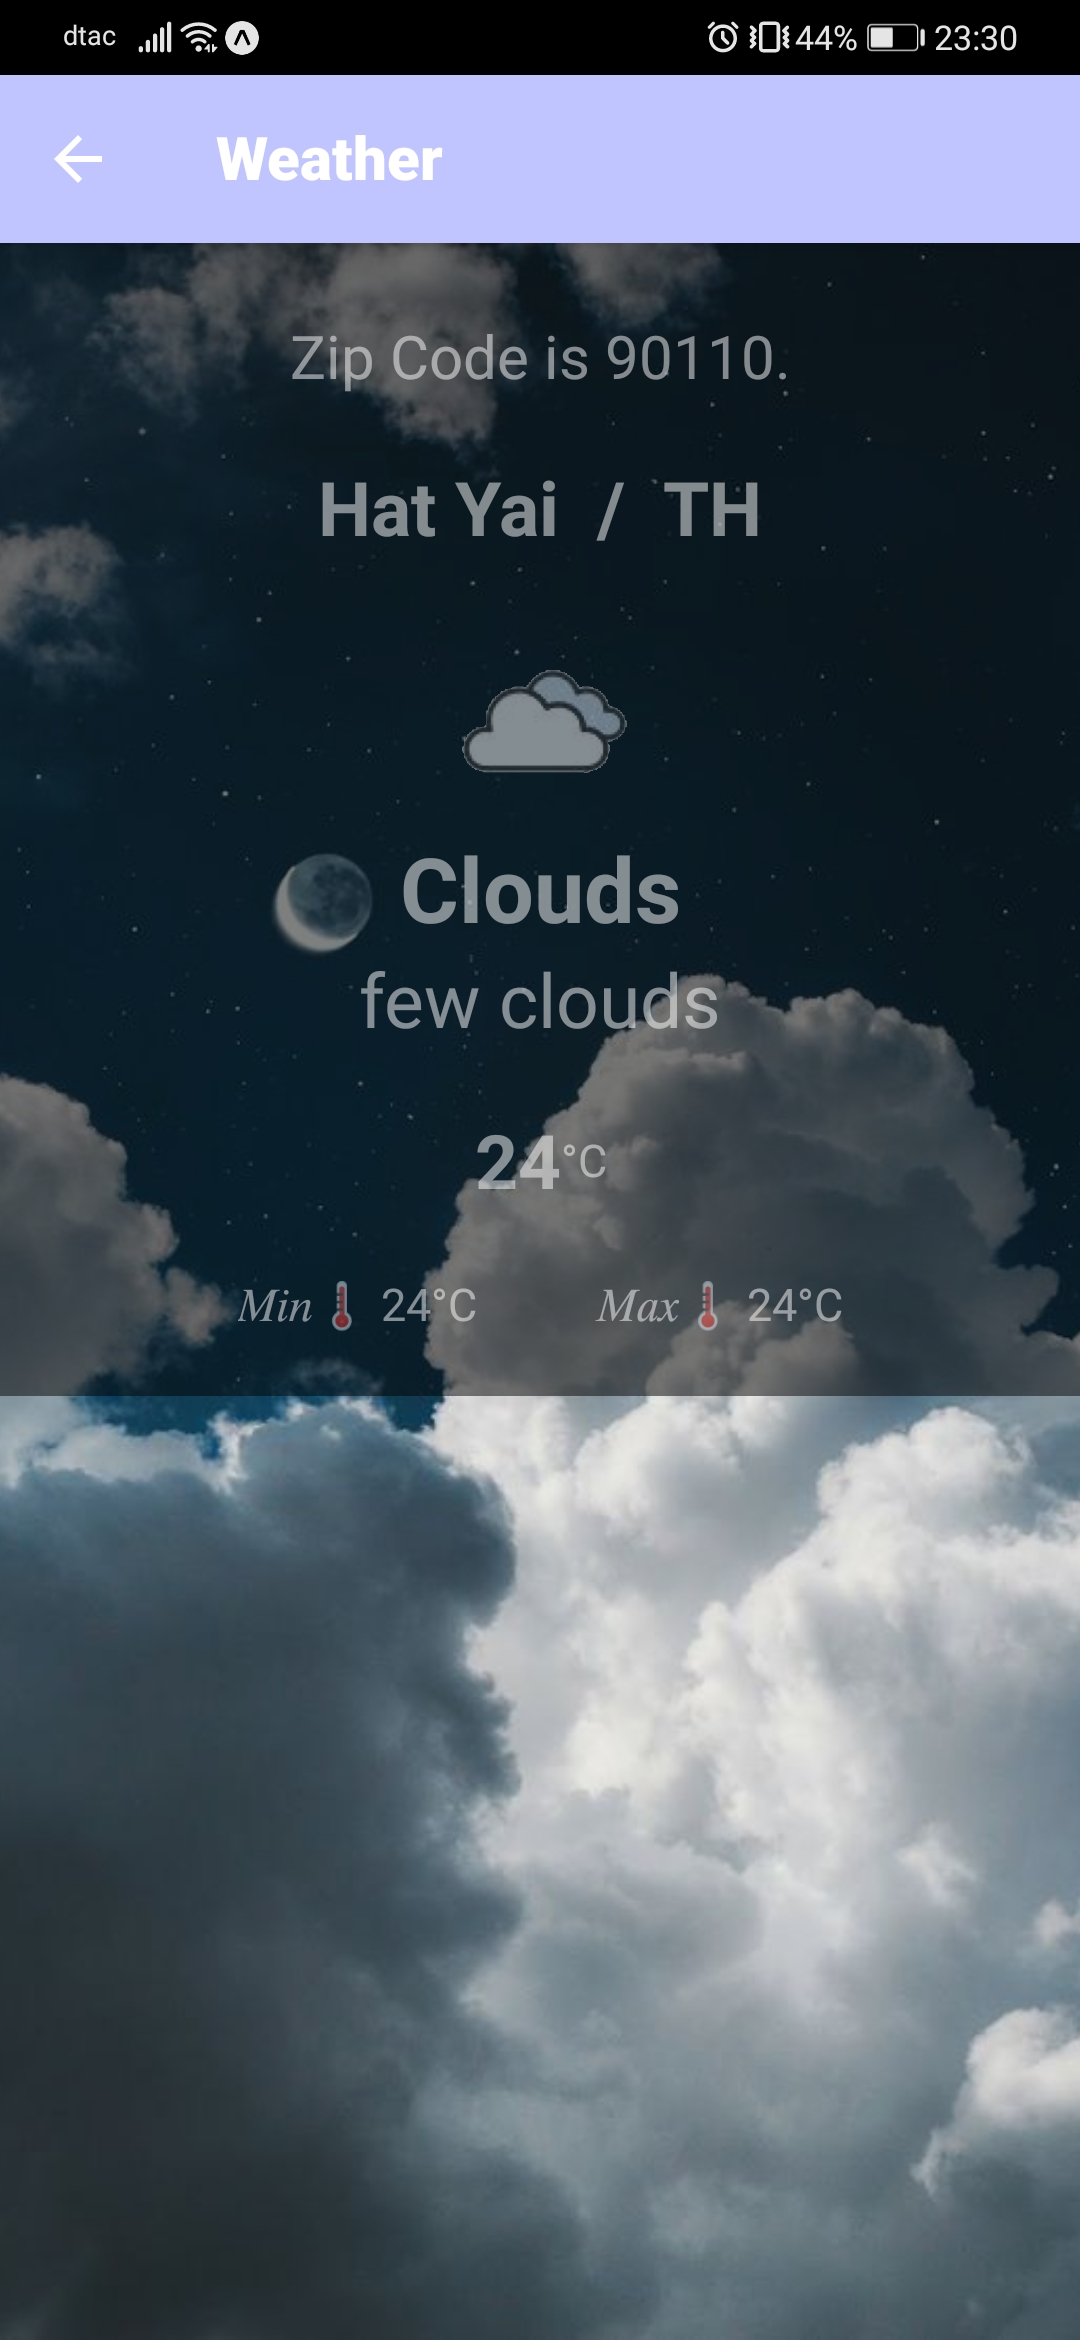 dtac 44% 23:30
Weather
Zip Code is 90110.
Hat Yai / TH
Clouds
few clouds
24°C
Min 24°C Max 24°C